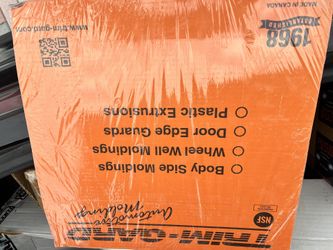 TRIM-GARD
Automotive
Moldings
NSF
Body Side Moldings
Wheel Well Moldings
Door Edge Guards
Plastic Extrusions
ESTABLISHED
1968
MADE IN CANADA
www.trim-gard.com